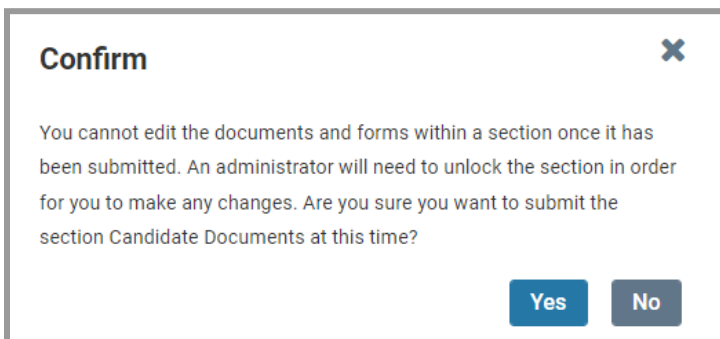 Confirm
You cannot edit the documents and forms within a section once it has
been submitted. An administrator will need to unlock the section in order
for you to make any changes. Are you sure you want to submit the
section Candidate Documents at this time?
Yes No